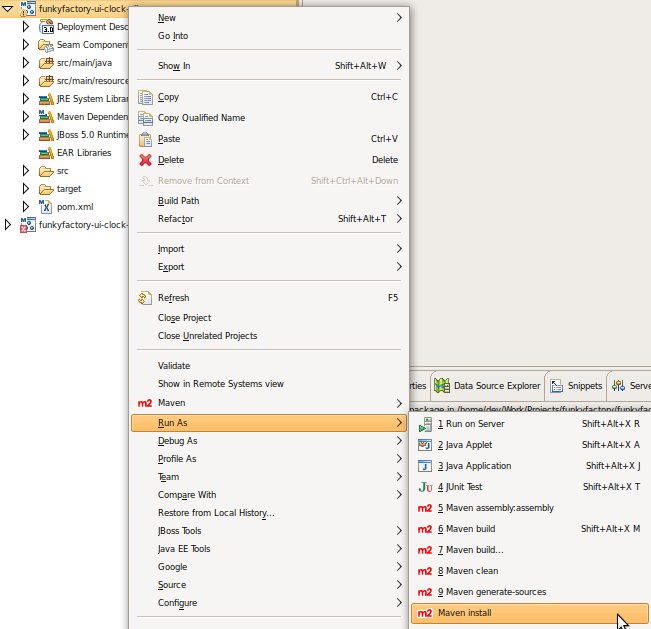 funkyfactory-ui-clock-
Deployment Desc
Seam Componen
src/main/java
src/main/resource
JRE System Librar
Maven Dependen
JBoss 5.0 Runtime
EAR Libraries
src
target
pom.xml
funkyfactory-ui-clock-
New
Go Into
Show In Shift+Alt+W
Copy Ctrl+C
Copy Qualified Name
Paste Ctrl+V
Delete Delete
Remove from Context Shift+Ctrl+Alt+Down
Build Path
Refactor Shift+Alt+T
Import
Export
Refresh F5
Close Project
Close Unrelated Projects
Validate
Show in Remote Systems view
m2 Maven
Run As
Debug As
Profile As
Team
Compare With
Restore from Local History...
JBoss Tools
Java EE Tools
Google
Source
Configure
rties Data Source Explorer Snippets Serve
package in /home/dev/Work/Projects/funkyfactory/funkyfac
1 Run on Server Shift+Alt+X R
2 Java Applet Shift+Alt+X A
3 Java Application Shift+Alt+X J
Ju 4 JUnit Test Shift+Alt+X T
m2 5 Maven assembly:assembly
m2 6 Maven build Shift+Alt+X M
m2 7 Maven build...
m2 8 Maven clean
m2 9 Maven generate-sources
m2 Maven install